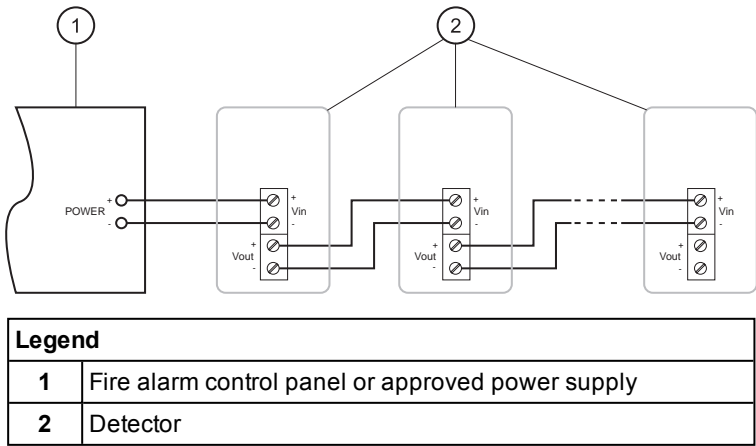 1
2
POWER
+
-
+
Vin
-
+
Vout
-
+
Vin
-
+
Vout
-
+
Vin
-
+
Vout
-
Legend
1 Fire alarm control panel or approved power supply
2 Detector